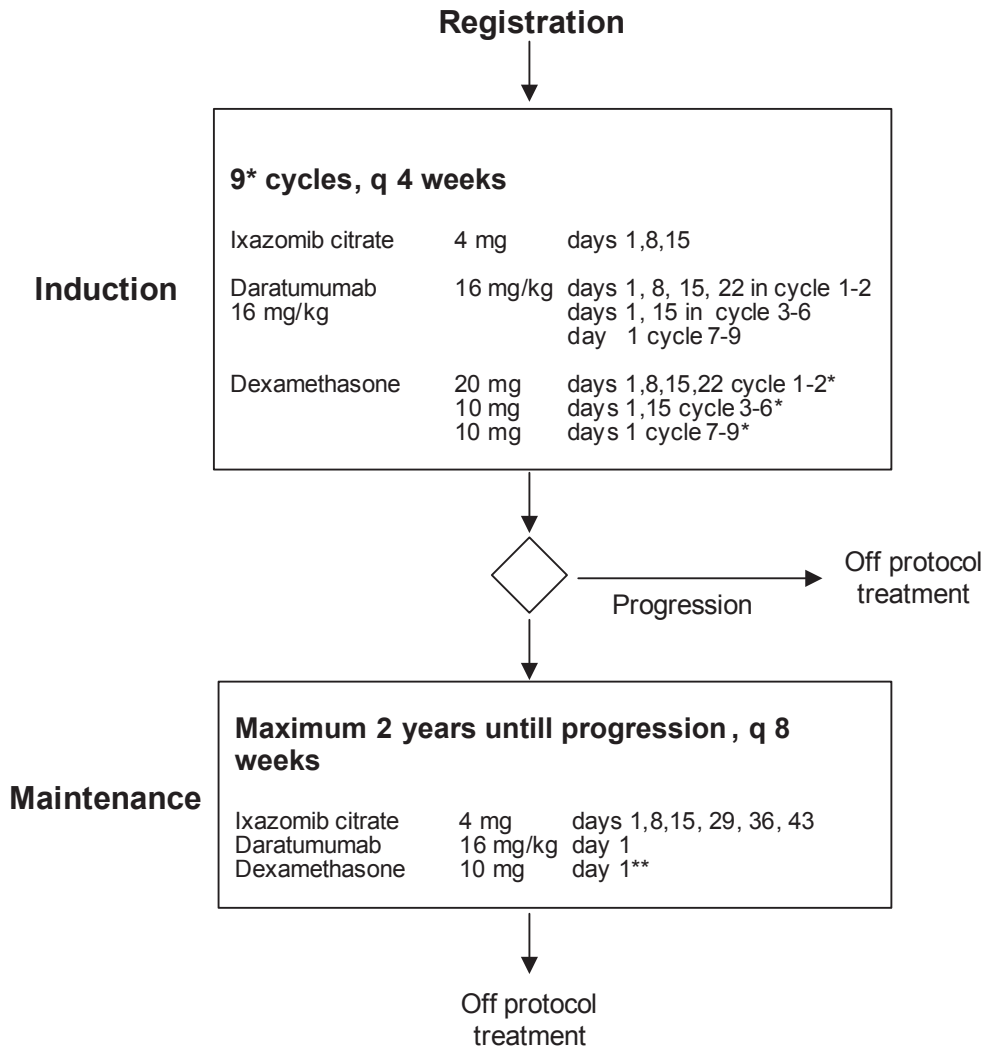 Registration
Induction
9* cycles, q 4 weeks
Ixazomib citrate 4 mg days 1,8,15
Daratumumab 16 mg/kg days 1, 8, 15, 22 in cycle 1-2
16 mg/kg days 1, 15 in cycle 3-6
day 1 cycle 7-9
Dexamethasone 20 mg days 1,8,15,22 cycle 1-2*
10 mg days 1,15 cycle 3-6*
10 mg days 1 cycle 7-9*
Progression
Off protocol
treatment
Maintenance
Maximum 2 years untill progression, q 8
weeks
Ixazomib citrate 4 mg days 1,8,15, 29, 36, 43
Daratumumab 16 mg/kg day 1
Dexamethasone 10 mg day 1**
Off protocol
treatment